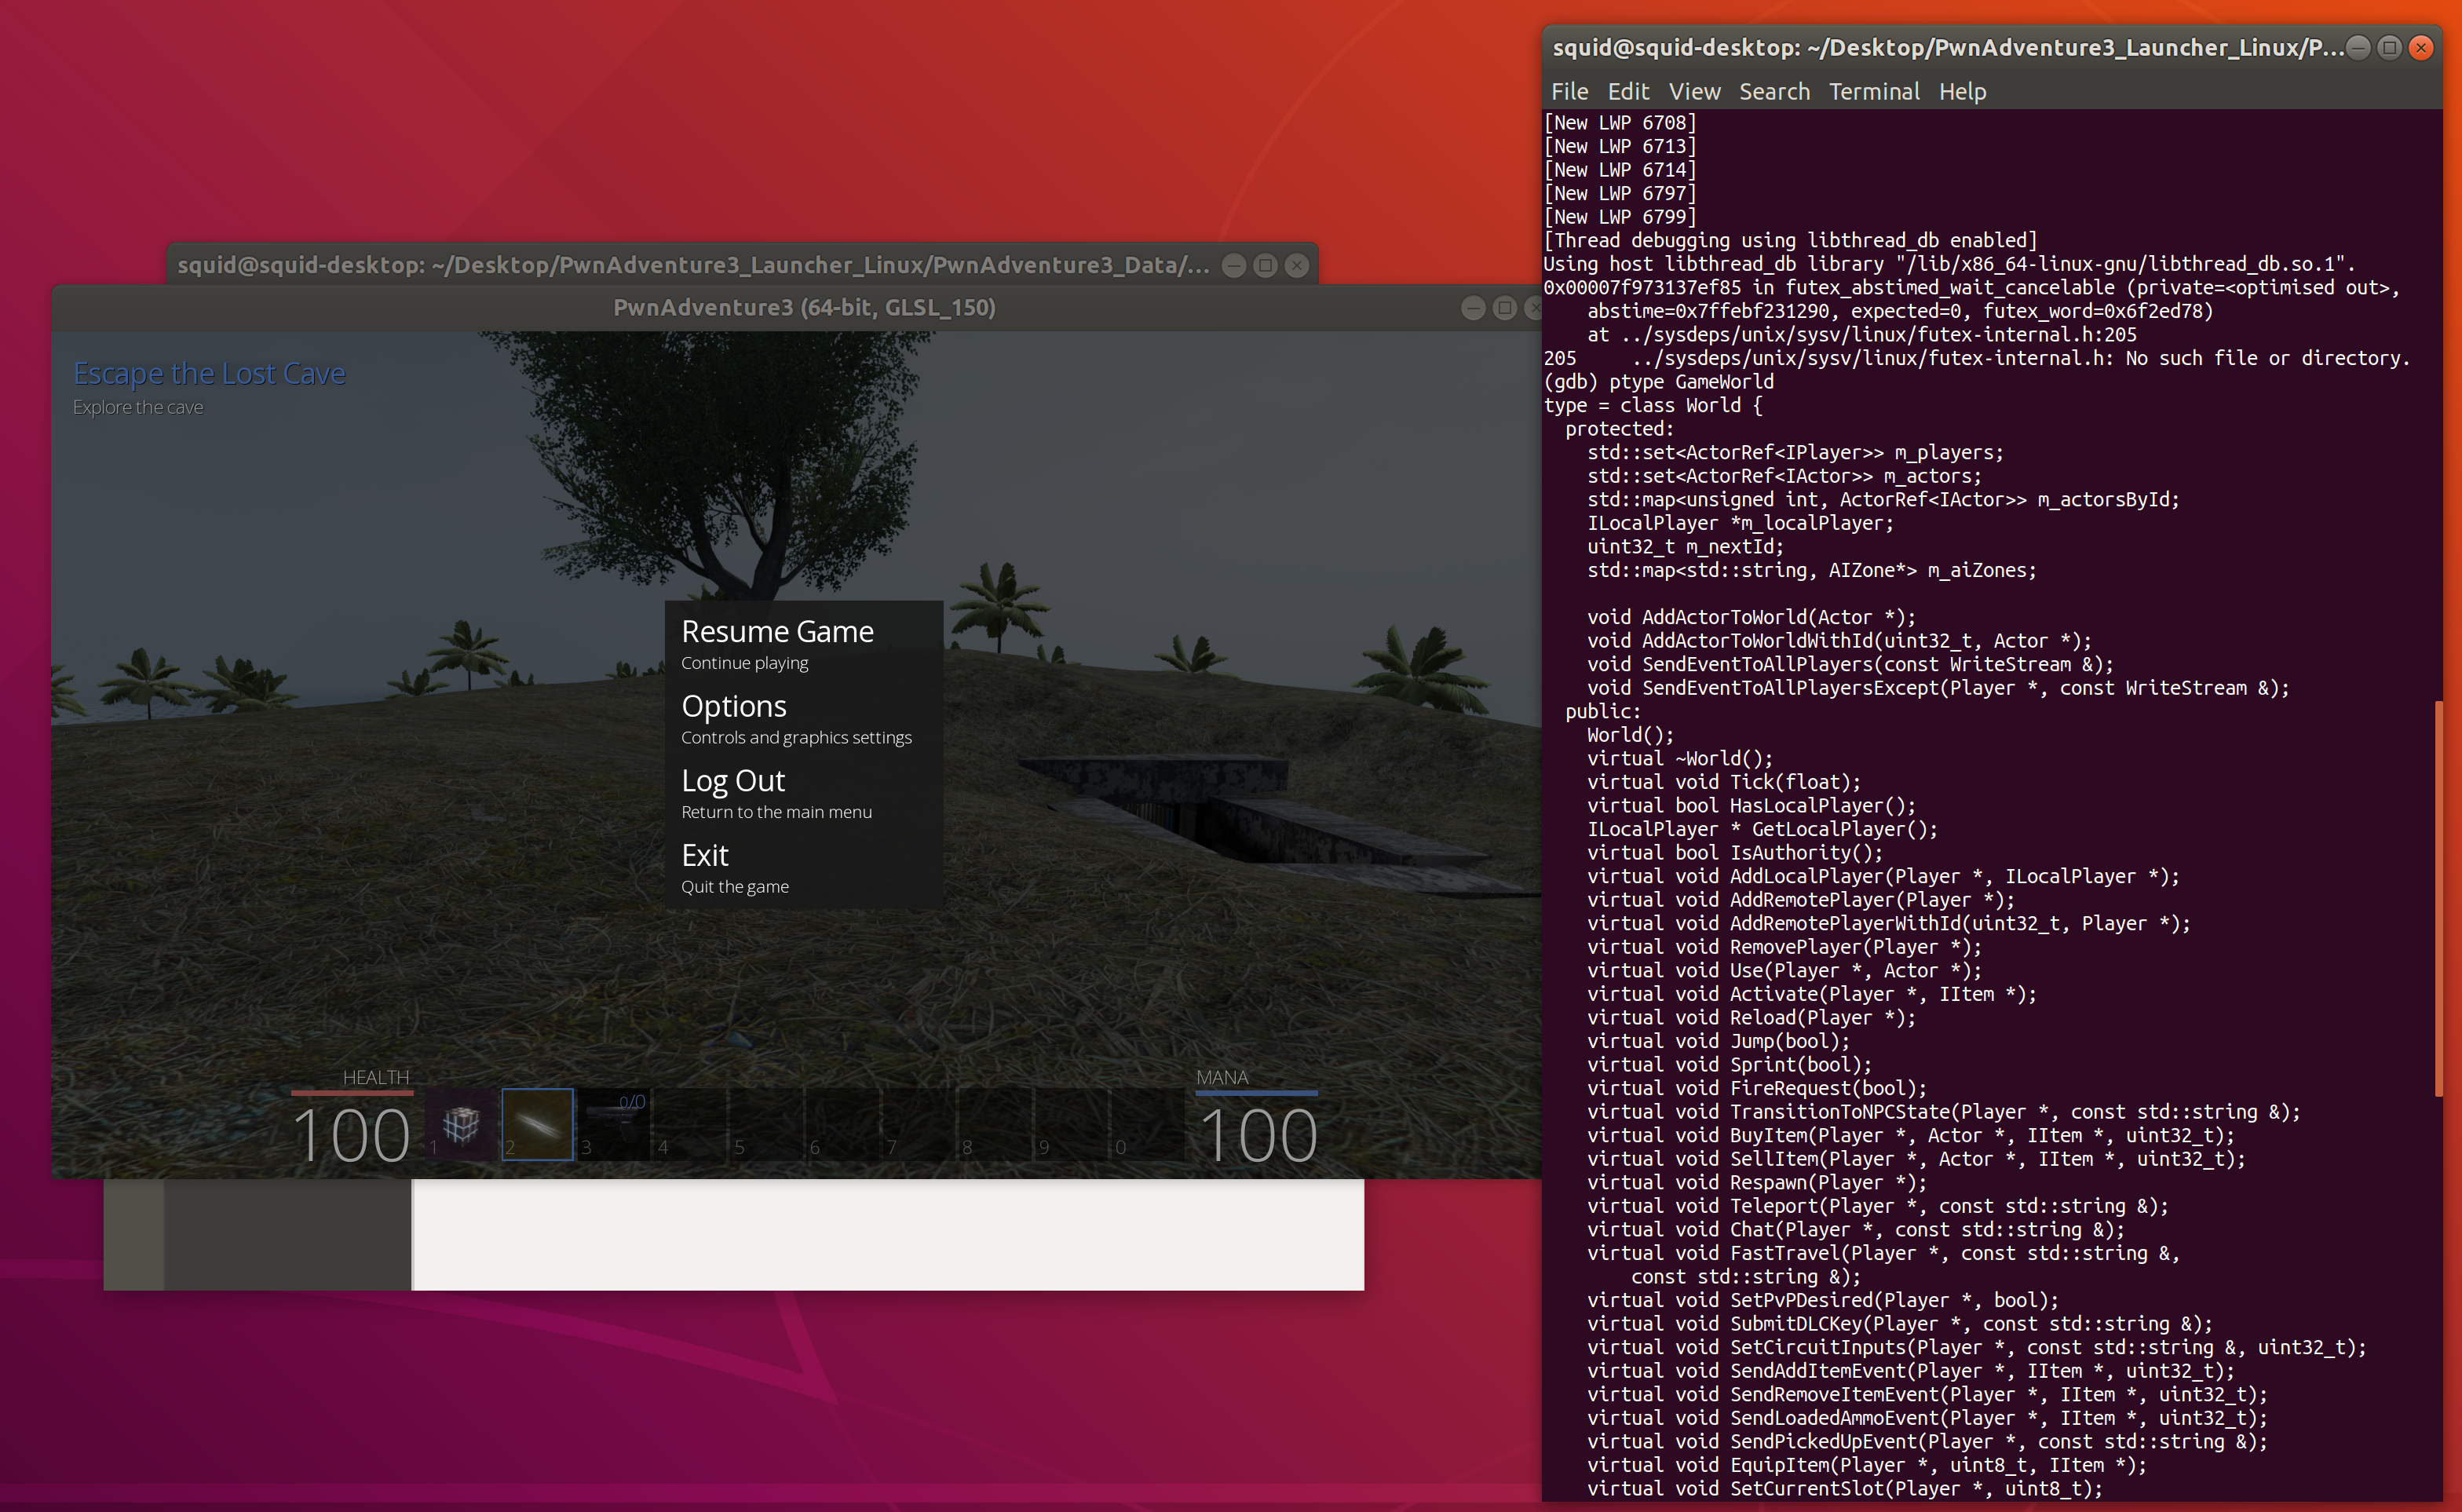 squid@squid-desktop: ~/Desktop/PwnAdventure3_Launcher_Linux/PwnAdventure3_Data/...
PwnAdventure3 (64-bit, GLSL_150)
Escape the Lost Cave
Explore the cave
Resume Game
Continue playing
Options
Controls and graphics settings
Log Out
Return to the main menu
Exit
Quit the game
HEALTH
100
1
2
0/0
3
4
5
6
7
8
9
0
MANA
100
squid@squid-desktop: ~/Desktop/PwnAdventure3_Launcher_Linux/P...
File Edit View Search Terminal Help
[New LWP 6708]
[New LWP 6713]
[New LWP 6714]
[New LWP 6797]
[New LWP 6799]
[Thread debugging using libthread_db enabled]
Using host libthread_db library "/lib/x86_64-linux-gnu/libthread_db.so.1".
0x00007f973137ef85 in futex_abstimed_wait_cancelable (private=<optimised out>,
    abstime=0x7ffebf231290, expected=0, futex_word=0x6f2ed78)
    at ../sysdeps/unix/sysv/linux/futex-internal.h:205
205     ../sysdeps/unix/sysv/linux/futex-internal.h: No such file or directory.
(gdb) ptype GameWorld
type = class World {
  protected:
    std::set<ActorRef<IPlayer>> m_players;
    std::set<ActorRef<IActor>> m_actors;
    std::map<unsigned int, ActorRef<IActor>> m_actorsById;
    ILocalPlayer *m_localPlayer;
    uint32_t m_nextId;
    std::map<std::string, AIZone*> m_aiZones;
    void AddActorToWorld(Actor *);
    void AddActorToWorldWithId(uint32_t, Actor *);
    void SendEventToAllPlayers(const WriteStream &);
    void SendEventToAllPlayersExcept(Player *, const WriteStream &);
  public:
    World();
    virtual ~World();
    virtual void Tick(float);
    virtual bool HasLocalPlayer();
    ILocalPlayer * GetLocalPlayer();
    virtual bool IsAuthority();
    virtual void AddLocalPlayer(Player *, ILocalPlayer *);
    virtual void AddRemotePlayer(Player *);
    virtual void AddRemotePlayerWithId(uint32_t, Player *);
    virtual void RemovePlayer(Player *);
    virtual void Use(Player *, Actor *);
    virtual void Activate(Player *, IItem *);
    virtual void Reload(Player *);
    virtual void Jump(bool);
    virtual void Sprint(bool);
    virtual void FireRequest(bool);
    virtual void TransitionToNPCState(Player *, const std::string &);
    virtual void BuyItem(Player *, Actor *, IItem *, uint32_t);
    virtual void SellItem(Player *, Actor *, IItem *, uint32_t);
    virtual void Respawn(Player *);
    virtual void Teleport(Player *, const std::string &);
    virtual void Chat(Player *, const std::string &);
    virtual void FastTravel(Player *, const std::string &,
        const std::string &);
    virtual void SetPvPDesired(Player *, bool);
    virtual void SubmitDLCKey(Player *, const std::string &);
    virtual void SetCircuitInputs(Player *, const std::string &, uint32_t);
    virtual void SendAddItemEvent(Player *, IItem *, uint32_t);
    virtual void SendRemoveItemEvent(Player *, IItem *, uint32_t);
    virtual void SendLoadedAmmoEvent(Player *, IItem *, uint32_t);
    virtual void SendPickedUpEvent(Player *, const std::string &);
    virtual void EquipItem(Player *, uint8_t, IItem *);
    virtual void SetCurrentSlot(Player *, uint8_t);